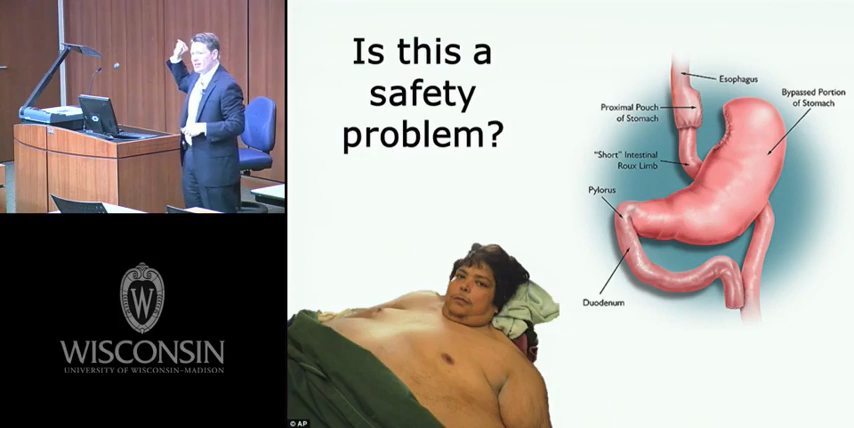 Is this a
safety
problem?
Esophagus
Bypassed Portion
of Stomach
Proximal Pouch
of Stomach
"Short" Intestinal
Roux Limb
Pylorus
Duodenum
W
WISCONSIN
UNIVERSITY OF WISCONSIN–MADISON
© AP